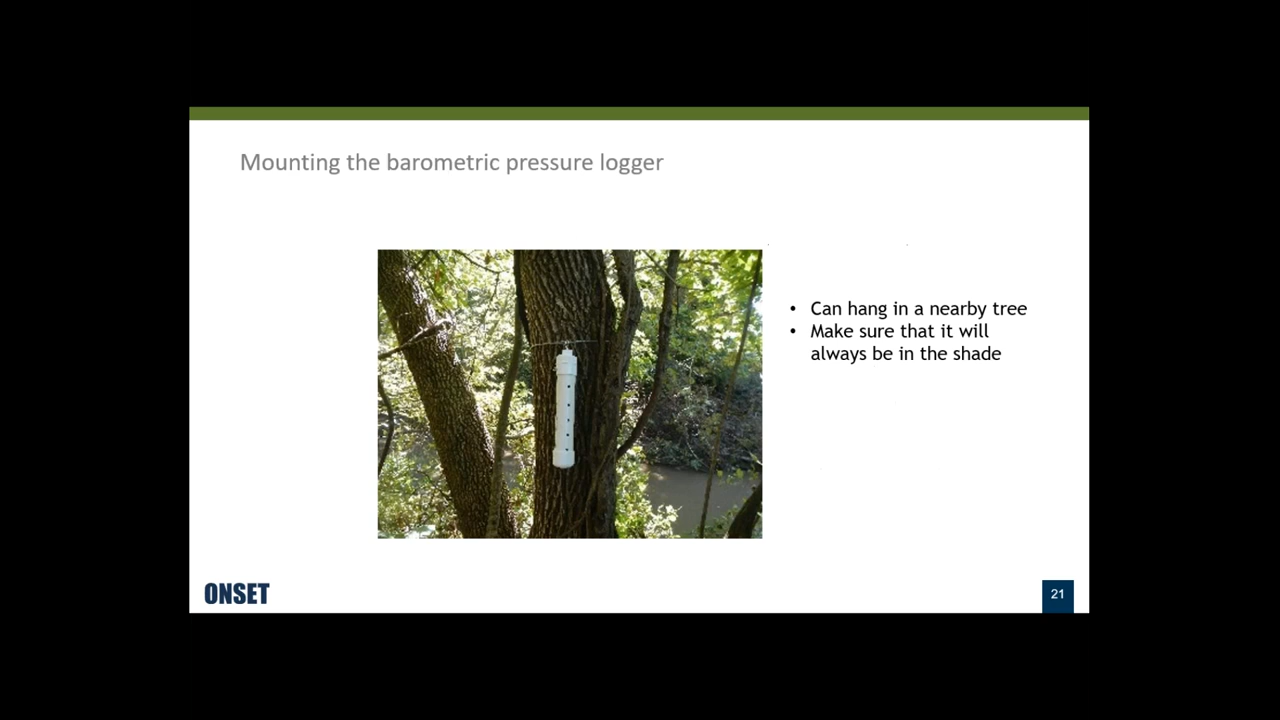 Mounting the barometric pressure logger
• Can hang in a nearby tree
• Make sure that it will
always be in the shade
ONSET
21